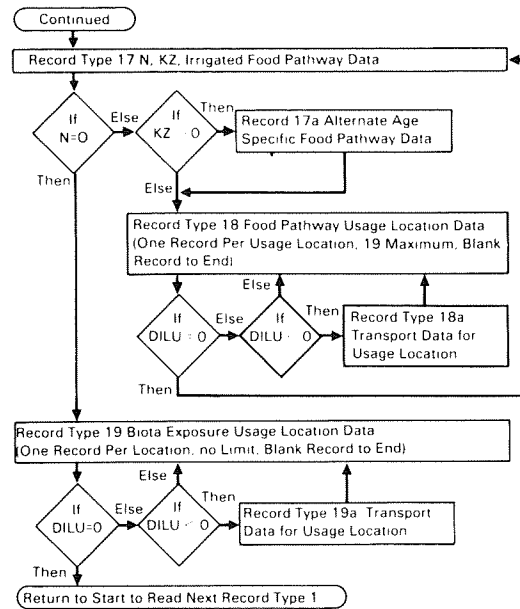 Continued
Record Type 17 N, KZ, Irrigated Food Pathway Data
If
N=0
Else
If
KZ 0
Then
Record 17a Alternate Age
Specific Food Pathway Data
Then
Else
Record Type 18 Food Pathway Usage Location Data
(One Record Per Usage Location, 19 Maximum, Blank
Record to End)
Else
If
DILU = 0
Else
If
DILU 0
Then
Record Type 18a
Transport Data for
Usage Location
Then
Record Type 19 Biota Exposure Usage Location Data
(One Record Per Location, no Limit, Blank Record to End)
Else
If
DILU=0
Else
If
DILU < 0
Then
Record Type 19a Transport
Data for Usage Location
Then
Return to Start to Read Next Record Type 1